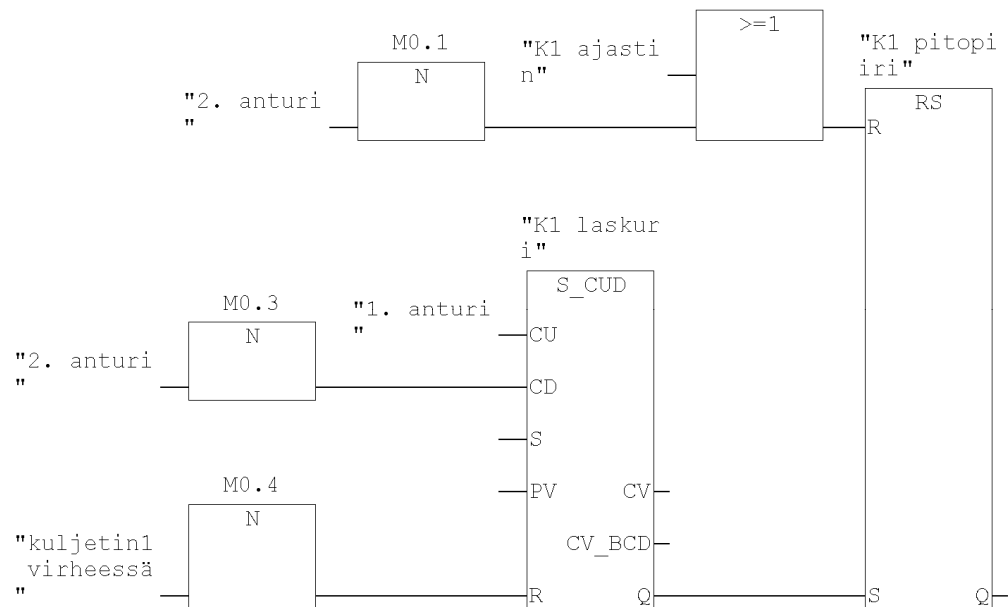 >=1
M0.1
"K1 ajasti
n"
"K1 pitopi
iri"
N
RS
"2. anturi
"
R
"K1 laskur
i"
S_CUD
M0.3
"1. anturi
"
N
CU
"2. anturi
"
CD
S
M0.4
PV
CV
N
"kuljetin1
virheessä
"
CV_BCD
R
Q
S
Q